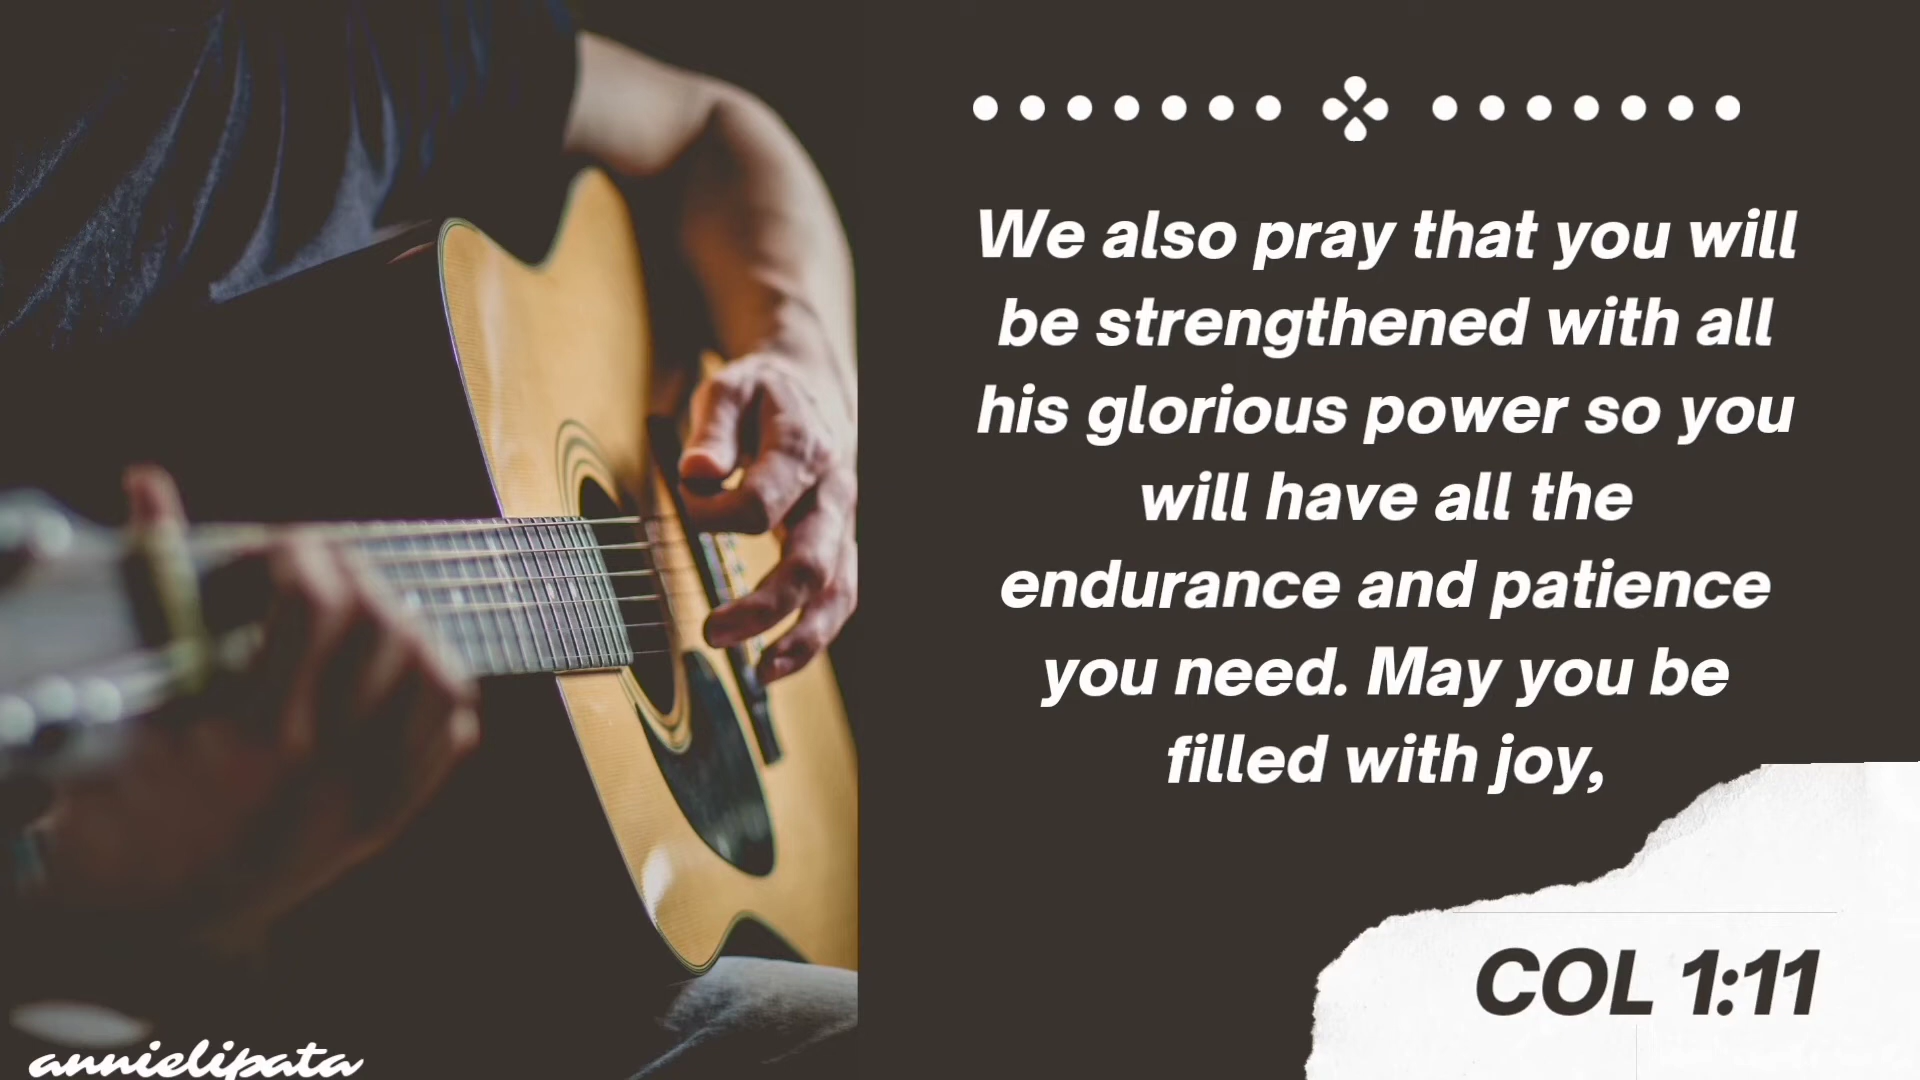 We also pray that you will
be strengthened with all
his glorious power so you
will have all the
endurance and patience
you need. May you be
filled with joy,
COL 1:11
annielipata